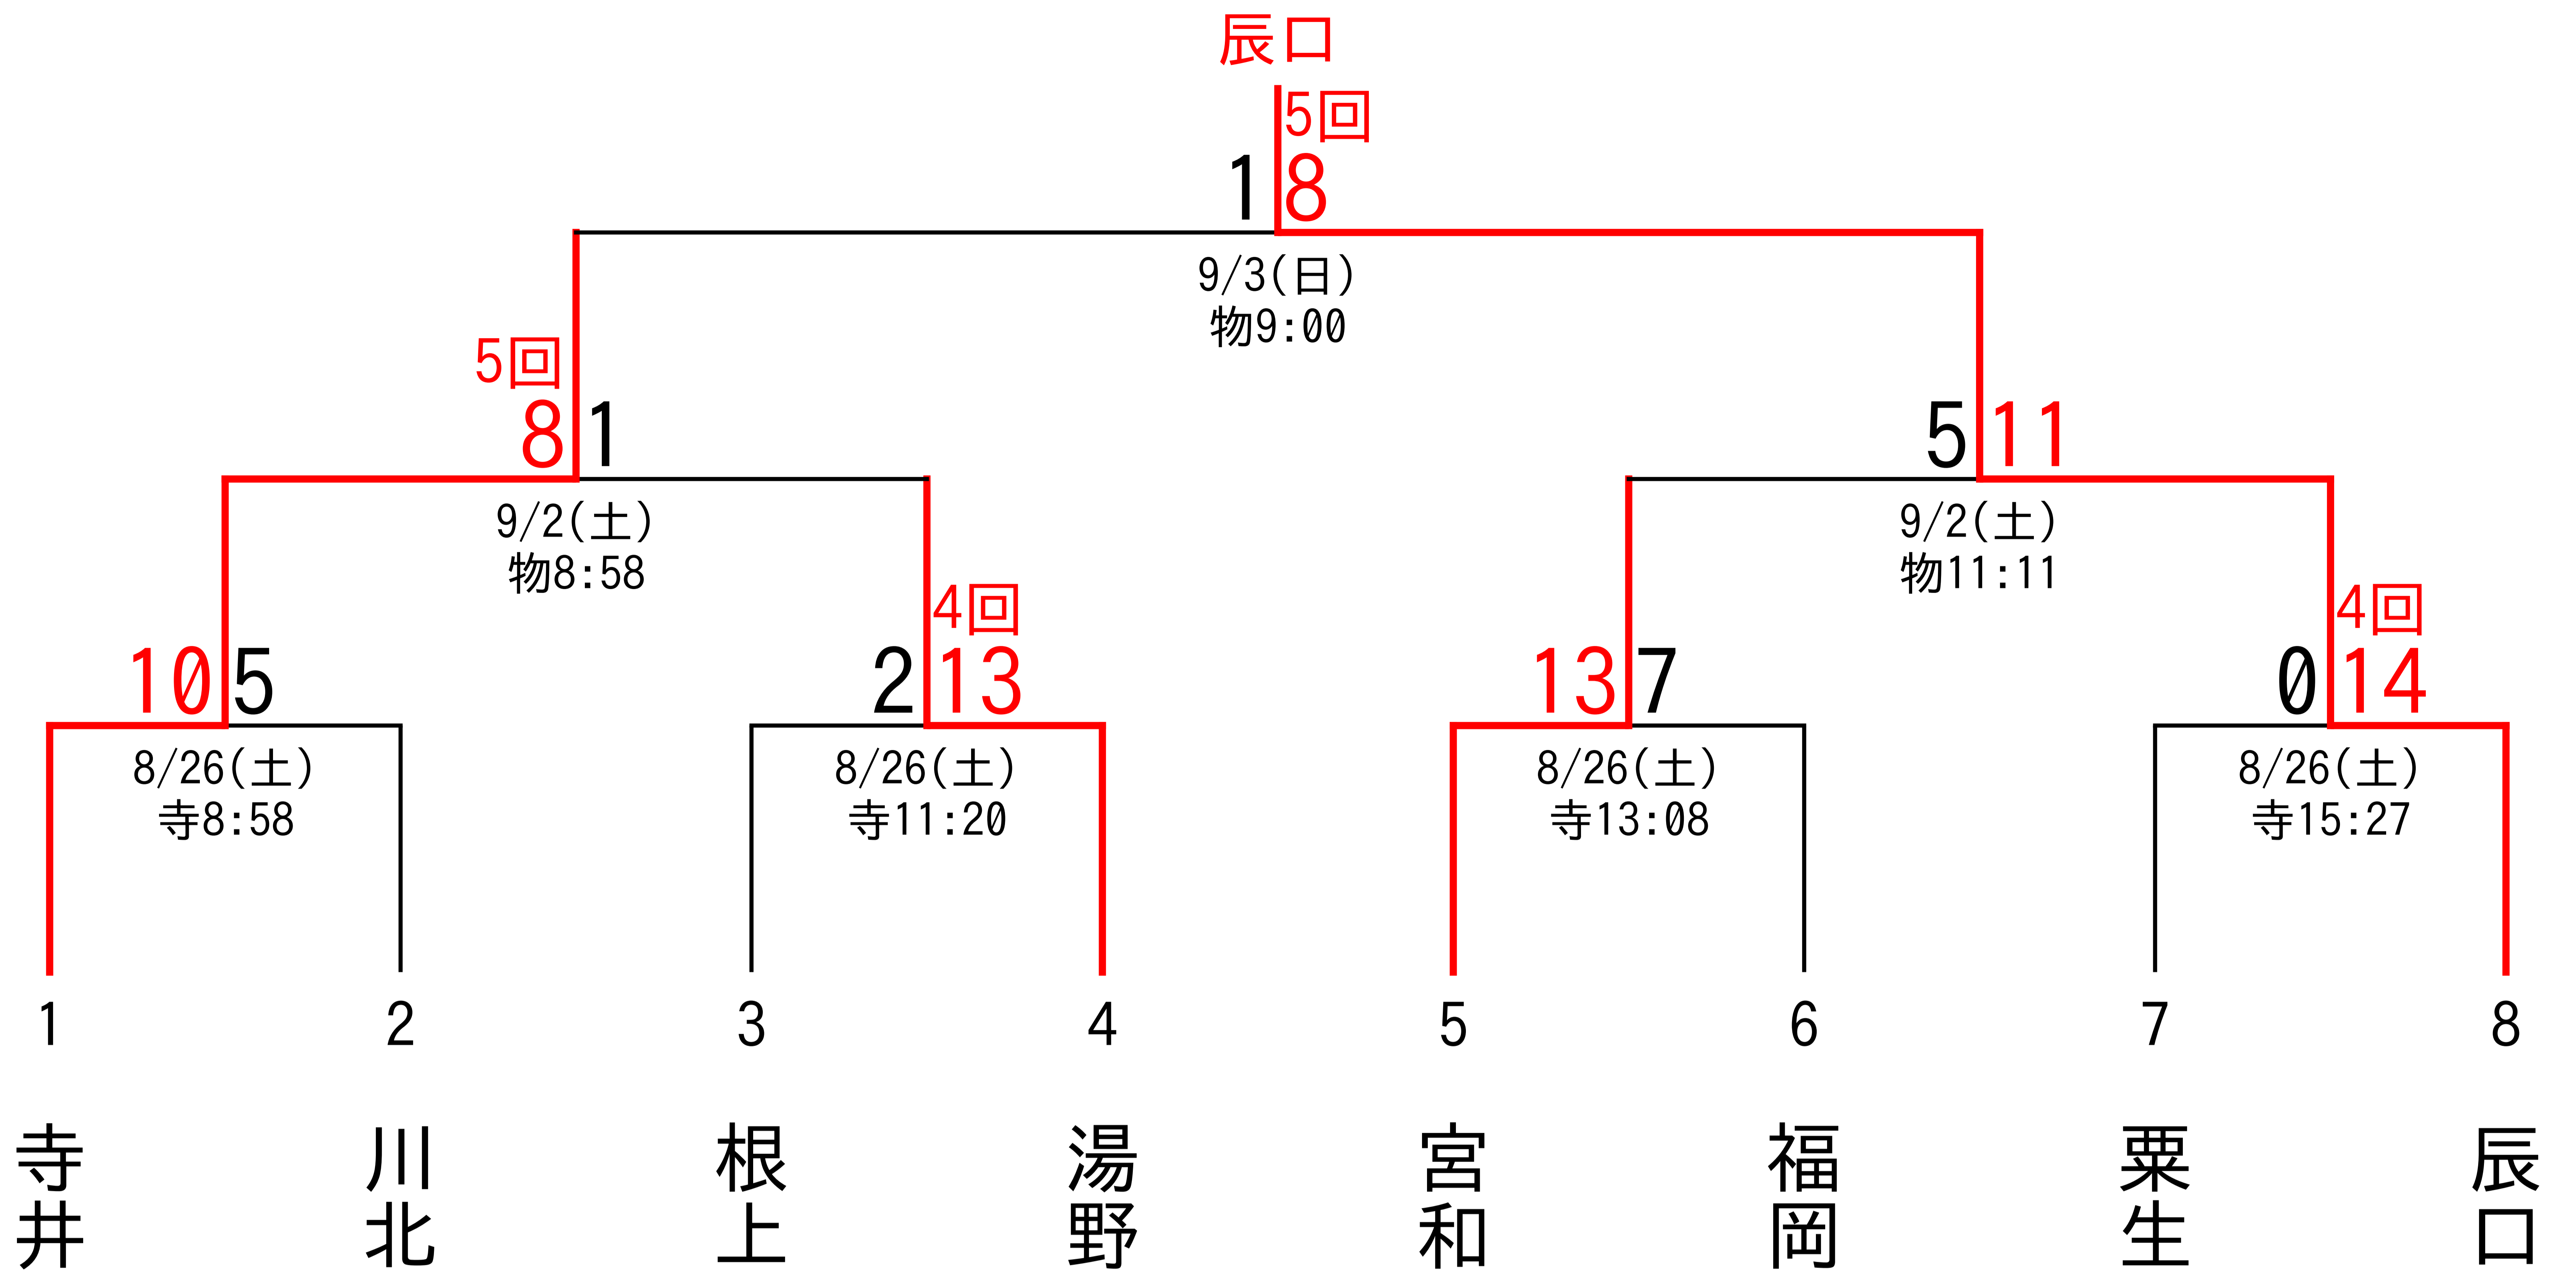 辰口
5回
1 8
9/3(日)
物9:00
5回
8 1
5 11
9/2(土)
物8:58
9/2(土)
物11:11
4回
4回
10 5
2 13
13 7
0 14
8/26(土)
寺8:58
8/26(土)
寺11:20
8/26(土)
寺13:08
8/26(土)
寺15:27
1 2 3 4 5 6 7 8
寺井
川北
根上
湯野
宮和
福岡
粟生
辰口